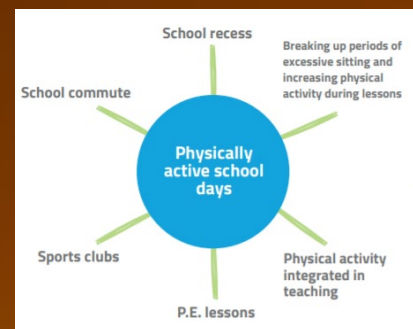 School recess
Breaking up periods of
excessive sitting and
increasing physical
activity during lessons
School commute
Physically
active school
days
Sports clubs
Physical activity
integrated in
teaching
P.E. lessons